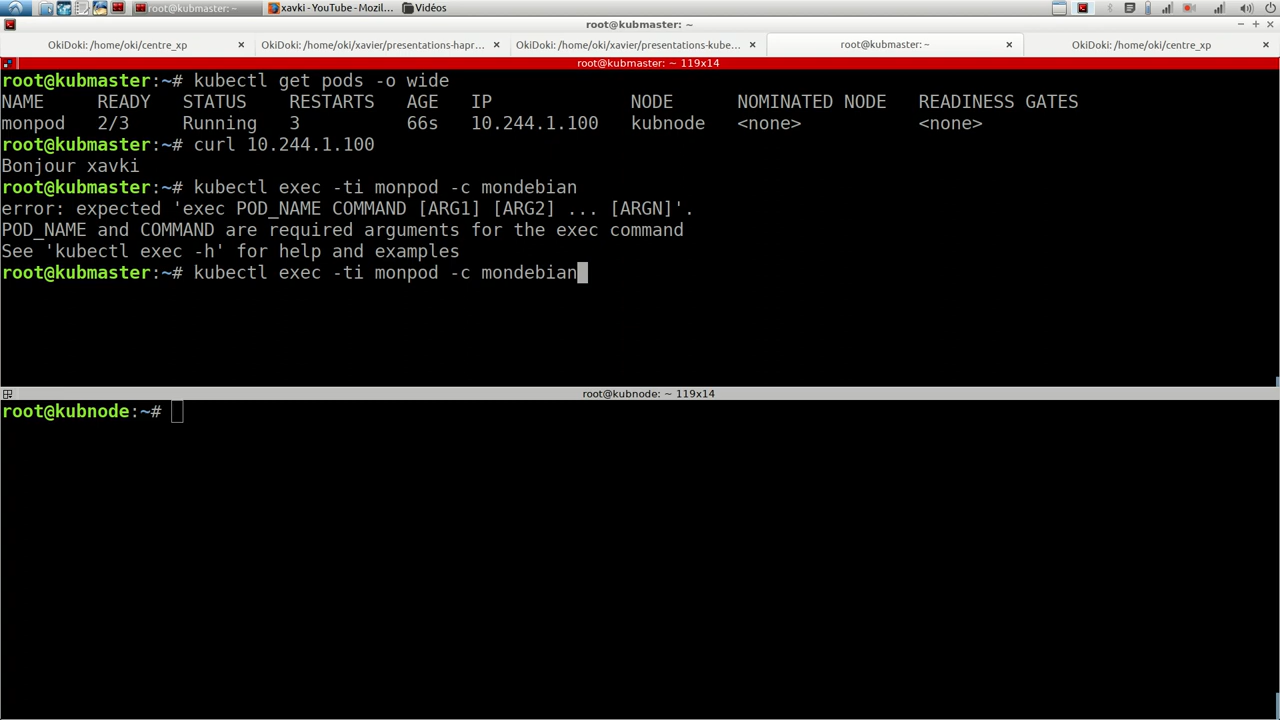 root@kubmaster: ~
xavki - YouTube - Mozil...
Vidéos
root@kubmaster: ~
OkiDoki: /home/oki/centre_xp
OkiDoki: /home/oki/xavier/presentations-hapr...
OkiDoki: /home/oki/xavier/presentations-kube...
root@kubmaster: ~
OkiDoki: /home/oki/centre_xp
root@kubmaster: ~ 119x14
root@kubmaster:~# kubectl get pods -o wide
NAME READY STATUS RESTARTS AGE IP NODE NOMINATED NODE READINESS GATES
monpod 2/3 Running 3 66s 10.244.1.100 kubnode <none> <none>
root@kubmaster:~# curl 10.244.1.100
Bonjour xavki
root@kubmaster:~# kubectl exec -ti monpod -c mondebian
error: expected 'exec POD_NAME COMMAND [ARG1] [ARG2] ... [ARGN]'.
POD_NAME and COMMAND are required arguments for the exec command
See 'kubectl exec -h' for help and examples
root@kubmaster:~# kubectl exec -ti monpod -c mondebian
root@kubnode: ~ 119x14
root@kubnode:~#